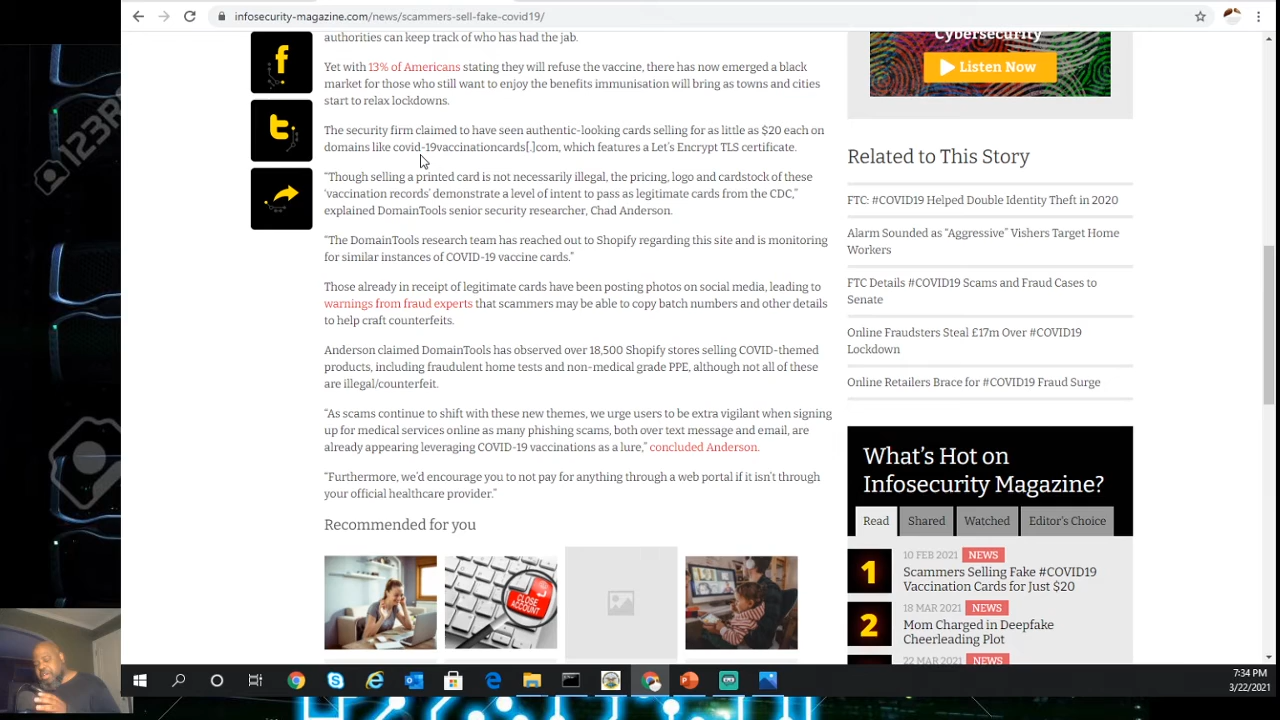 infosecurity-magazine.com/news/scammers-sell-fake-covid19/
authorities can keep track of who has had the jab.
Yet with 13% of Americans stating they will refuse the vaccine, there has now emerged a black
market for those who still want to enjoy the benefits immunisation will bring as towns and cities
start to relax lockdowns.
The security firm claimed to have seen authentic-looking cards selling for as little as $20 each on
domains like covid-19vaccinationcards[.]com, which features a Let's Encrypt TLS certificate.
"Though selling a printed card is not necessarily illegal, the pricing, logo and cardstock of these
'vaccination records' demonstrate a level of intent to pass as legitimate cards from the CDC,"
explained DomainTools senior security researcher, Chad Anderson.
"The DomainTools research team has reached out to Shopify regarding this site and is monitoring
for similar instances of COVID-19 vaccine cards."
Those already in receipt of legitimate cards have been posting photos on social media, leading to
warnings from fraud experts that scammers may be able to copy batch numbers and other details
to help craft counterfeits.
Anderson claimed DomainTools has observed over 18,500 Shopify stores selling COVID-themed
products, including fraudulent home tests and non-medical grade PPE, although not all of these
are illegal/counterfeit.
"As scams continue to shift with these new themes, we urge users to be extra vigilant when signing
up for medical services online as many phishing scams, both over text message and email, are
already appearing leveraging COVID-19 vaccinations as a lure," concluded Anderson.
"Furthermore, we'd encourage you to not pay for anything through a web portal if it isn't through
your official healthcare provider."
Recommended for you
CLOSE
ACCOUNT
Cybersecurity
Listen Now
Related to This Story
FTC: #COVID19 Helped Double Identity Theft in 2020
Alarm Sounded as "Aggressive" Vishers Target Home
Workers
FTC Details #COVID19 Scams and Fraud Cases to
Senate
Online Fraudsters Steal £17m Over #COVID19
Lockdown
Online Retailers Brace for #COVID19 Fraud Surge
What's Hot on
Infosecurity Magazine?
Read Shared Watched Editor's Choice
1 10 FEB 2021 NEWS
Scammers Selling Fake #COVID19
Vaccination Cards for Just $20
2 18 MAR 2021 NEWS
Mom Charged in Deepfake
Cheerleading Plot
22 MAR 2021 NEWS
7:34 PM
3/22/2021